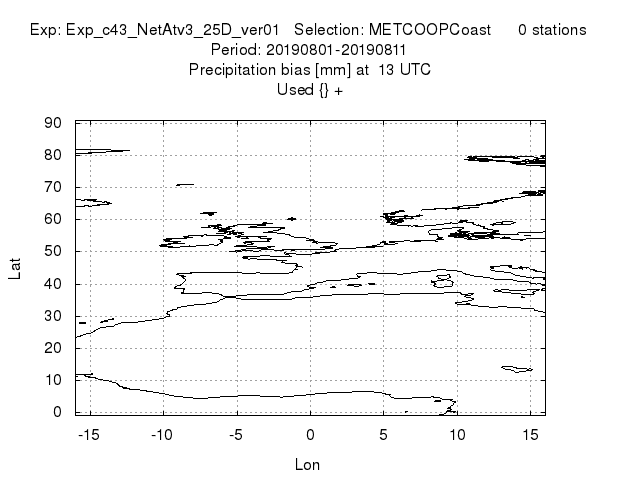 Exp: Exp_c43_NetAtv3_25D_ver01   Selection: METCOOPCoast      0 stations
Period: 20190801-20190811
Precipitation bias [mm] at  13 UTC
Used {} +
90
80
70
60
50
40
30
20
10
0
Lat
-15 -10 -5 0 5 10 15
Lon